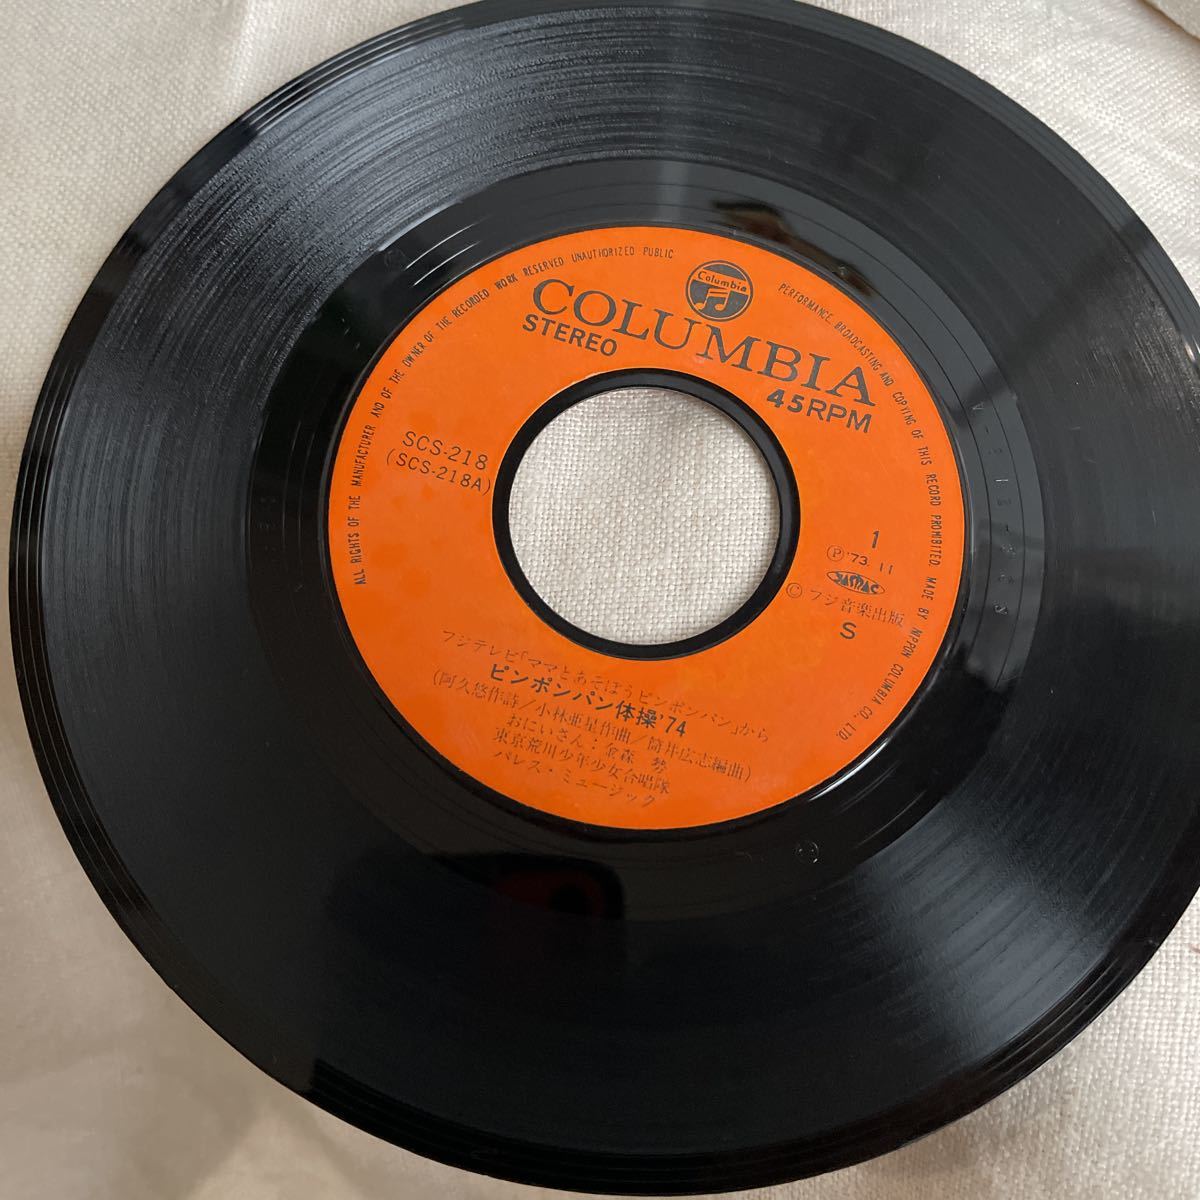 Columbia
COLUMBIA
STEREO
45RPM
SCS-218
(SCS-218A)
1
Ⓟ'73. 11
JASRAC
© フジ音楽出版
S
フジテレビ「ママとあそぼうピンポンパン」から
ピンポンパン体操'74
(阿久悠作詩/小林亜星作曲/筒井広志編曲)
おにいさん:金森 勢
東京荒川少年少女合唱隊
パレス・ミュージック
ALL RIGHTS OF THE MANUFACTURER AND OF THE OWNER OF THE RECORDED WORK RESERVED UNAUTHORIZED PUBLIC PERFORMANCE, BROADCASTING AND COPYING OF THIS RECORD PROHIBITED. MADE BY NIPPON COLUMBIA CO., LTD.